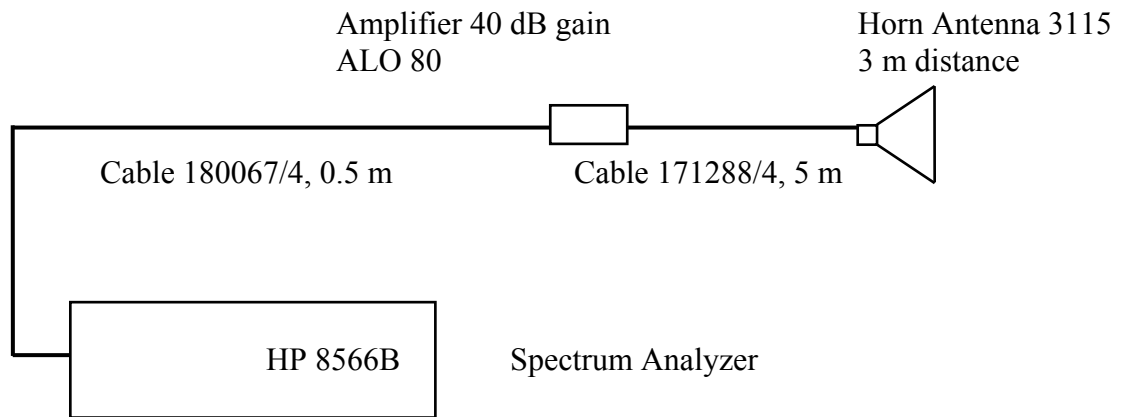 Amplifier 40 dB gain
ALO 80
Horn Antenna 3115
3 m distance
Cable 180067/4, 0.5 m
Cable 171288/4, 5 m
HP 8566B
Spectrum Analyzer